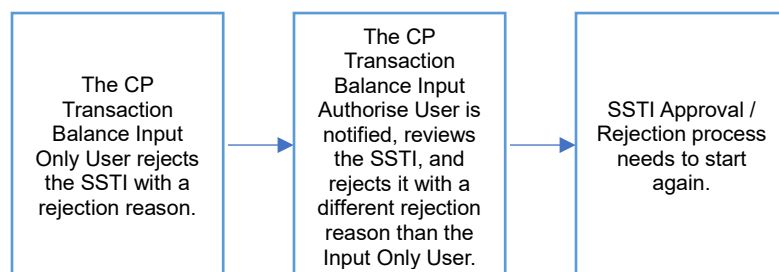 The CP
Transaction
Balance Input
Only User rejects
the SSTI with a
rejection reason.
The CP
Transaction
Balance Input
Authorise User is
notified, reviews
the SSTI, and
rejects it with a
different rejection
reason than the
Input Only User.
SSTI Approval /
Rejection process
needs to start
again.